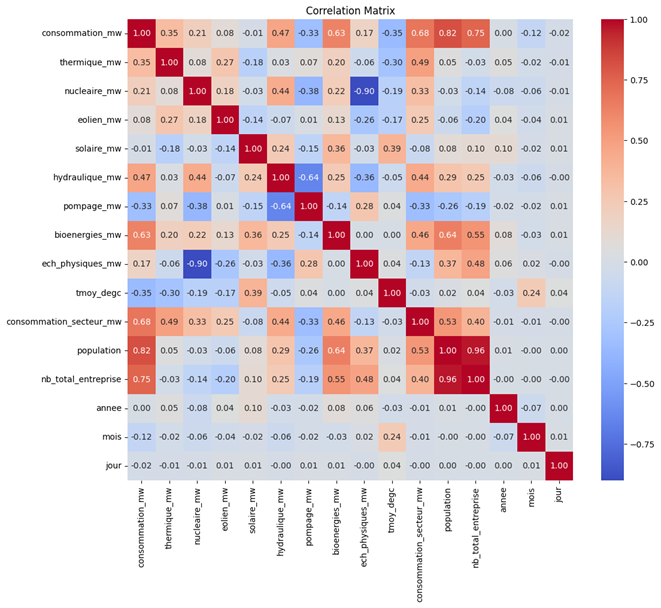 Correlation Matrix
consommation_mw 1.00 0.35 0.21 0.08 -0.01 0.47 -0.33 0.63 0.17 -0.35 0.68 0.82 0.75 0.00 -0.12 -0.02
thermique_mw 0.35 1.00 0.08 0.27 -0.18 0.03 0.07 0.20 -0.06 -0.30 0.49 0.05 -0.03 0.05 -0.02 -0.01
nucleaire_mw 0.21 0.08 1.00 0.18 -0.03 0.44 -0.38 0.22 -0.90 -0.19 0.33 -0.03 -0.14 -0.08 -0.06 -0.01
eolien_mw 0.08 0.27 0.18 1.00 -0.14 -0.07 0.01 0.13 -0.26 -0.17 0.25 -0.06 -0.20 0.04 -0.04 0.01
solaire_mw -0.01 -0.18 -0.03 -0.14 1.00 0.24 -0.15 0.36 -0.03 0.39 -0.08 0.08 0.10 0.10 -0.02 0.01
hydraulique_mw 0.47 0.03 0.44 -0.07 0.24 1.00 -0.64 0.25 -0.36 -0.05 0.44 0.29 0.25 -0.03 -0.06 -0.00
pompage_mw -0.33 0.07 -0.38 0.01 -0.15 -0.64 1.00 -0.14 0.28 0.04 -0.33 -0.26 -0.19 -0.02 -0.02 0.01
bioenergies_mw 0.63 0.20 0.22 0.13 0.36 0.25 -0.14 1.00 0.00 0.00 0.46 0.64 0.55 0.08 -0.03 0.01
ech_physiques_mw 0.17 -0.06 -0.90 -0.26 -0.03 -0.36 0.28 0.00 1.00 0.04 -0.13 0.37 0.48 0.06 0.02 -0.00
tmoy_degc -0.35 -0.30 -0.19 -0.17 0.39 -0.05 0.04 0.00 0.04 1.00 -0.03 0.02 0.04 -0.03 0.24 0.04
consommation_secteur_mw 0.68 0.49 0.33 0.25 -0.08 0.44 -0.33 0.46 -0.13 -0.03 1.00 0.53 0.40 -0.01 -0.01 -0.00
population 0.82 0.05 -0.03 -0.06 0.08 0.29 -0.26 0.64 0.37 0.02 0.53 1.00 0.96 0.01 -0.00 0.00
nb_total_entreprise 0.75 -0.03 -0.14 -0.20 0.10 0.25 -0.19 0.55 0.48 0.04 0.40 0.96 1.00 -0.00 -0.00 -0.00
annee 0.00 0.05 -0.08 0.04 0.10 -0.03 -0.02 0.08 0.06 -0.03 -0.01 0.01 -0.00 1.00 -0.07 0.00
mois -0.12 -0.02 -0.06 -0.04 -0.02 -0.06 -0.02 -0.03 0.02 0.24 -0.01 -0.00 -0.00 -0.07 1.00 0.01
jour -0.02 -0.01 -0.01 0.01 0.01 -0.00 0.01 0.01 -0.00 0.04 -0.00 0.00 -0.00 0.00 0.01 1.00
consommation_mw
thermique_mw
nucleaire_mw
eolien_mw
solaire_mw
hydraulique_mw
pompage_mw
bioenergies_mw
ech_physiques_mw
tmoy_degc
consommation_secteur_mw
population
nb_total_entreprise
annee
mois
jour
1.00
0.75
0.50
0.25
0.00
-0.25
-0.50
-0.75